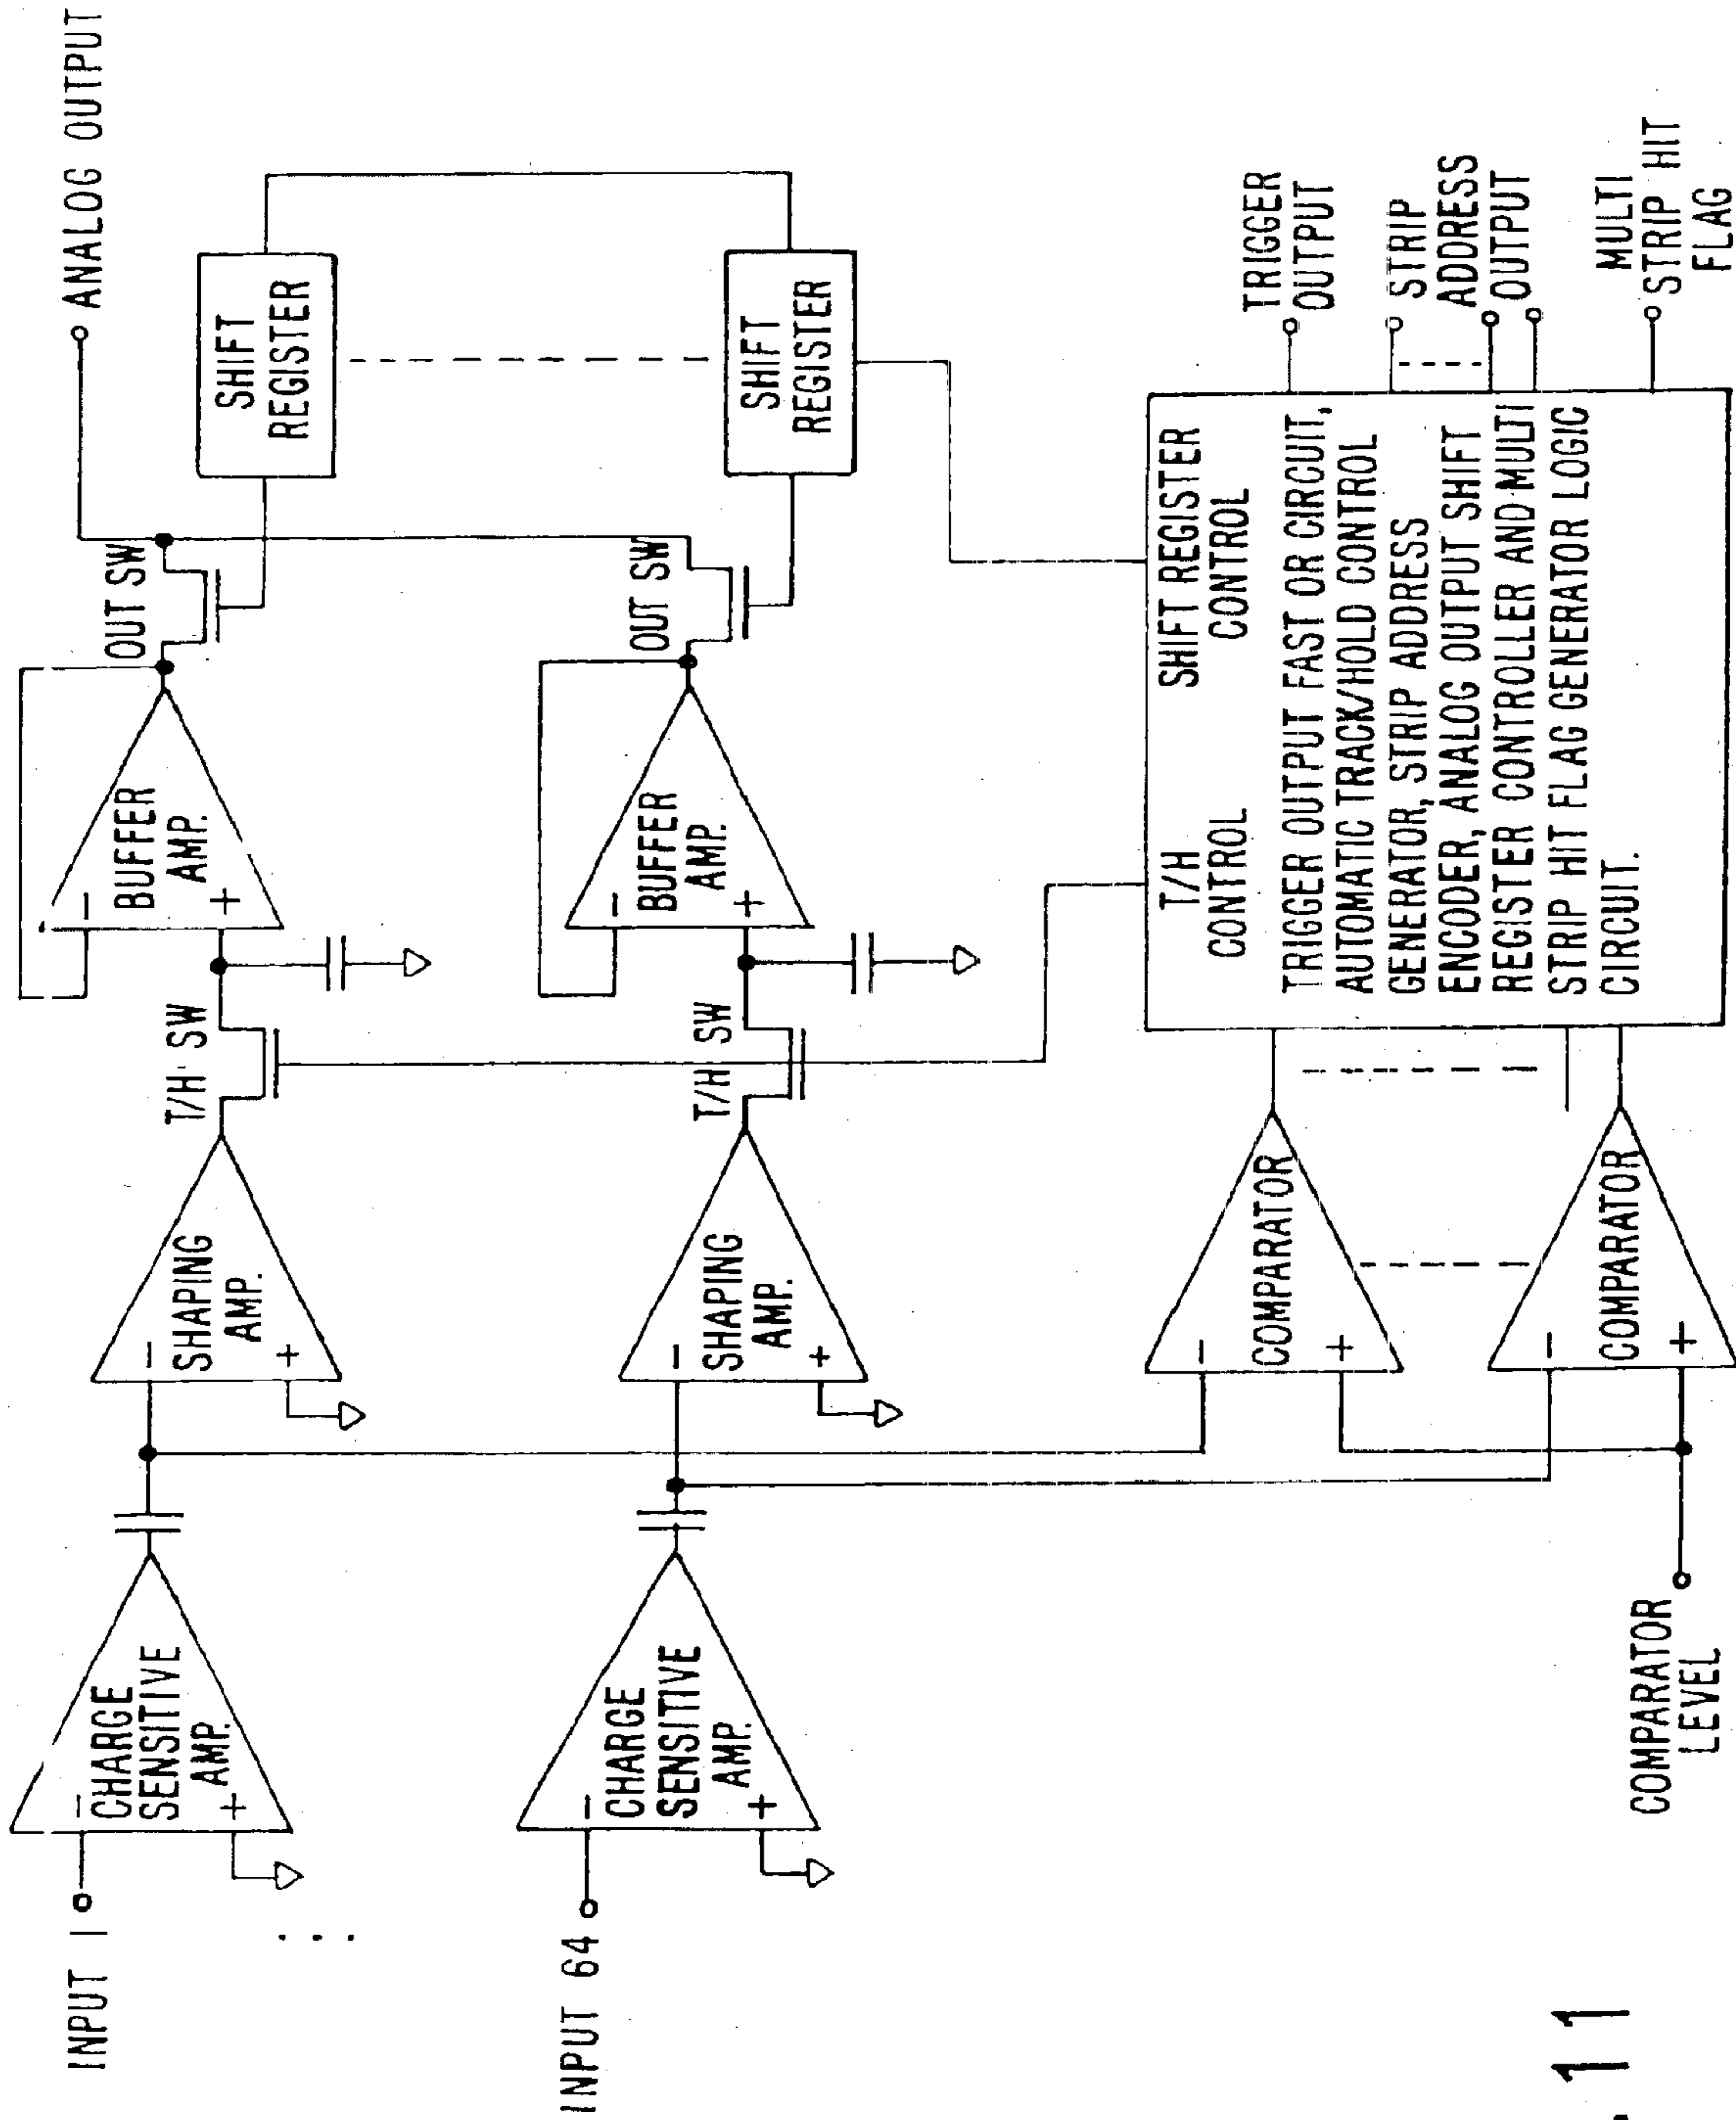 INPUT 1
CHARGE
SENSITIVE
AMP.
−
+
SHAPING
AMP.
−
+
T/H SW
BUFFER
AMP.
−
+
OUT SW
ANALOG OUTPUT
SHIFT
REGISTER
INPUT 64
CHARGE
SENSITIVE
AMP.
−
+
SHAPING
AMP.
−
+
T/H SW
BUFFER
AMP.
−
+
OUT SW
SHIFT
REGISTER
COMPARATOR
−
+
COMPARATOR
−
+
COMPARATOR
LEVEL
T/H
CONTROL
SHIFT REGISTER
CONTROL
TRIGGER OUTPUT FAST OR CIRCUIT,
AUTOMATIC TRACK/HOLD CONTROL
GENERATOR, STRIP ADDRESS
ENCODER, ANALOG OUTPUT SHIFT
REGISTER CONTROLLER AND MULTI
STRIP HIT FLAG GENERATOR LOGIC
CIRCUIT.
TRIGGER
OUTPUT
STRIP
ADDRESS
OUTPUT
MULTI
STRIP HIT
FLAG
11